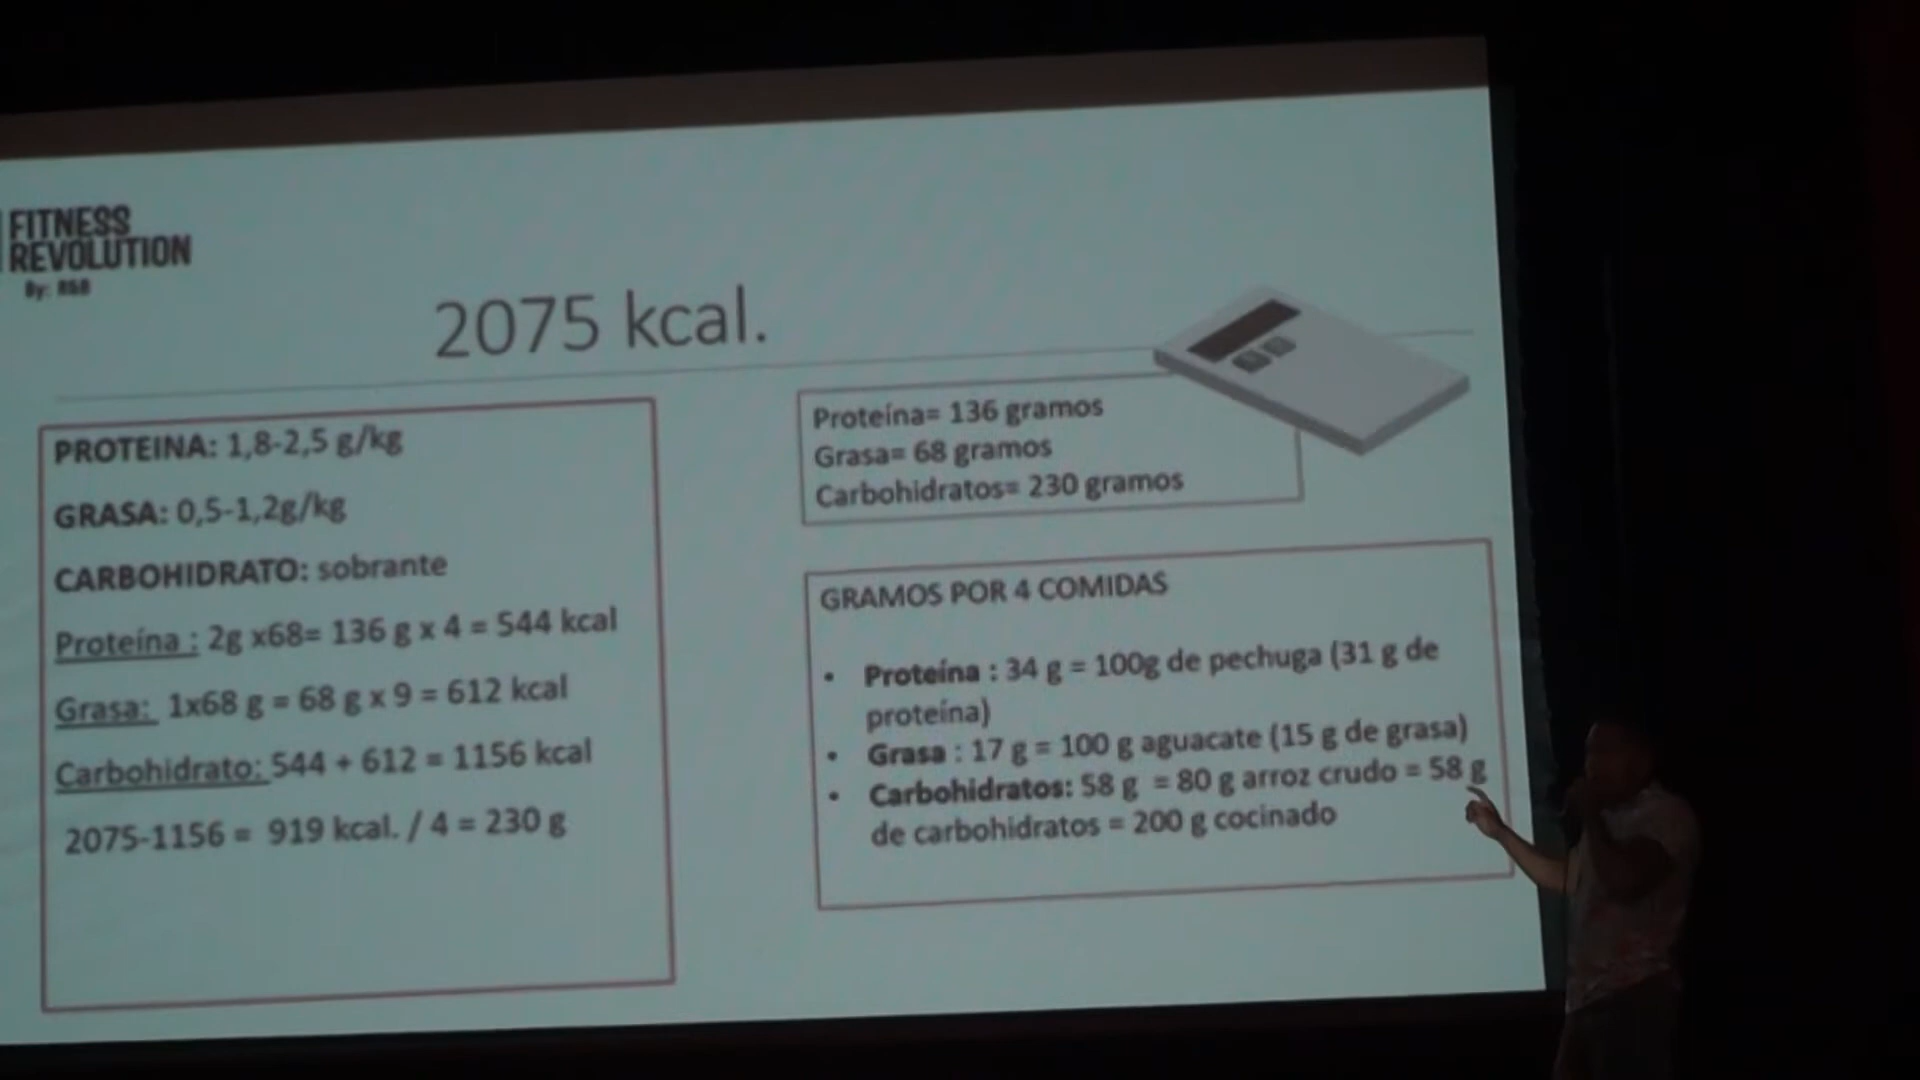 FITNESS
REVOLUTION
By: R&B
2075 kcal.
PROTEINA: 1,8-2,5 g/kg
GRASA: 0,5-1,2g/kg
CARBOHIDRATO: sobrante
Proteína : 2g x68= 136 g x 4 = 544 kcal
Grasa: 1x68 g = 68 g x 9 = 612 kcal
Carbohidrato: 544 + 612 = 1156 kcal
2075-1156 = 919 kcal. / 4 = 230 g
Proteína= 136 gramos
Grasa= 68 gramos
Carbohidratos= 230 gramos
GRAMOS POR 4 COMIDAS
• Proteína : 34 g = 100g de pechuga (31 g de
proteína)
• Grasa : 17 g = 100 g aguacate (15 g de grasa)
• Carbohidratos: 58 g = 80 g arroz crudo = 58 g
de carbohidratos = 200 g cocinado